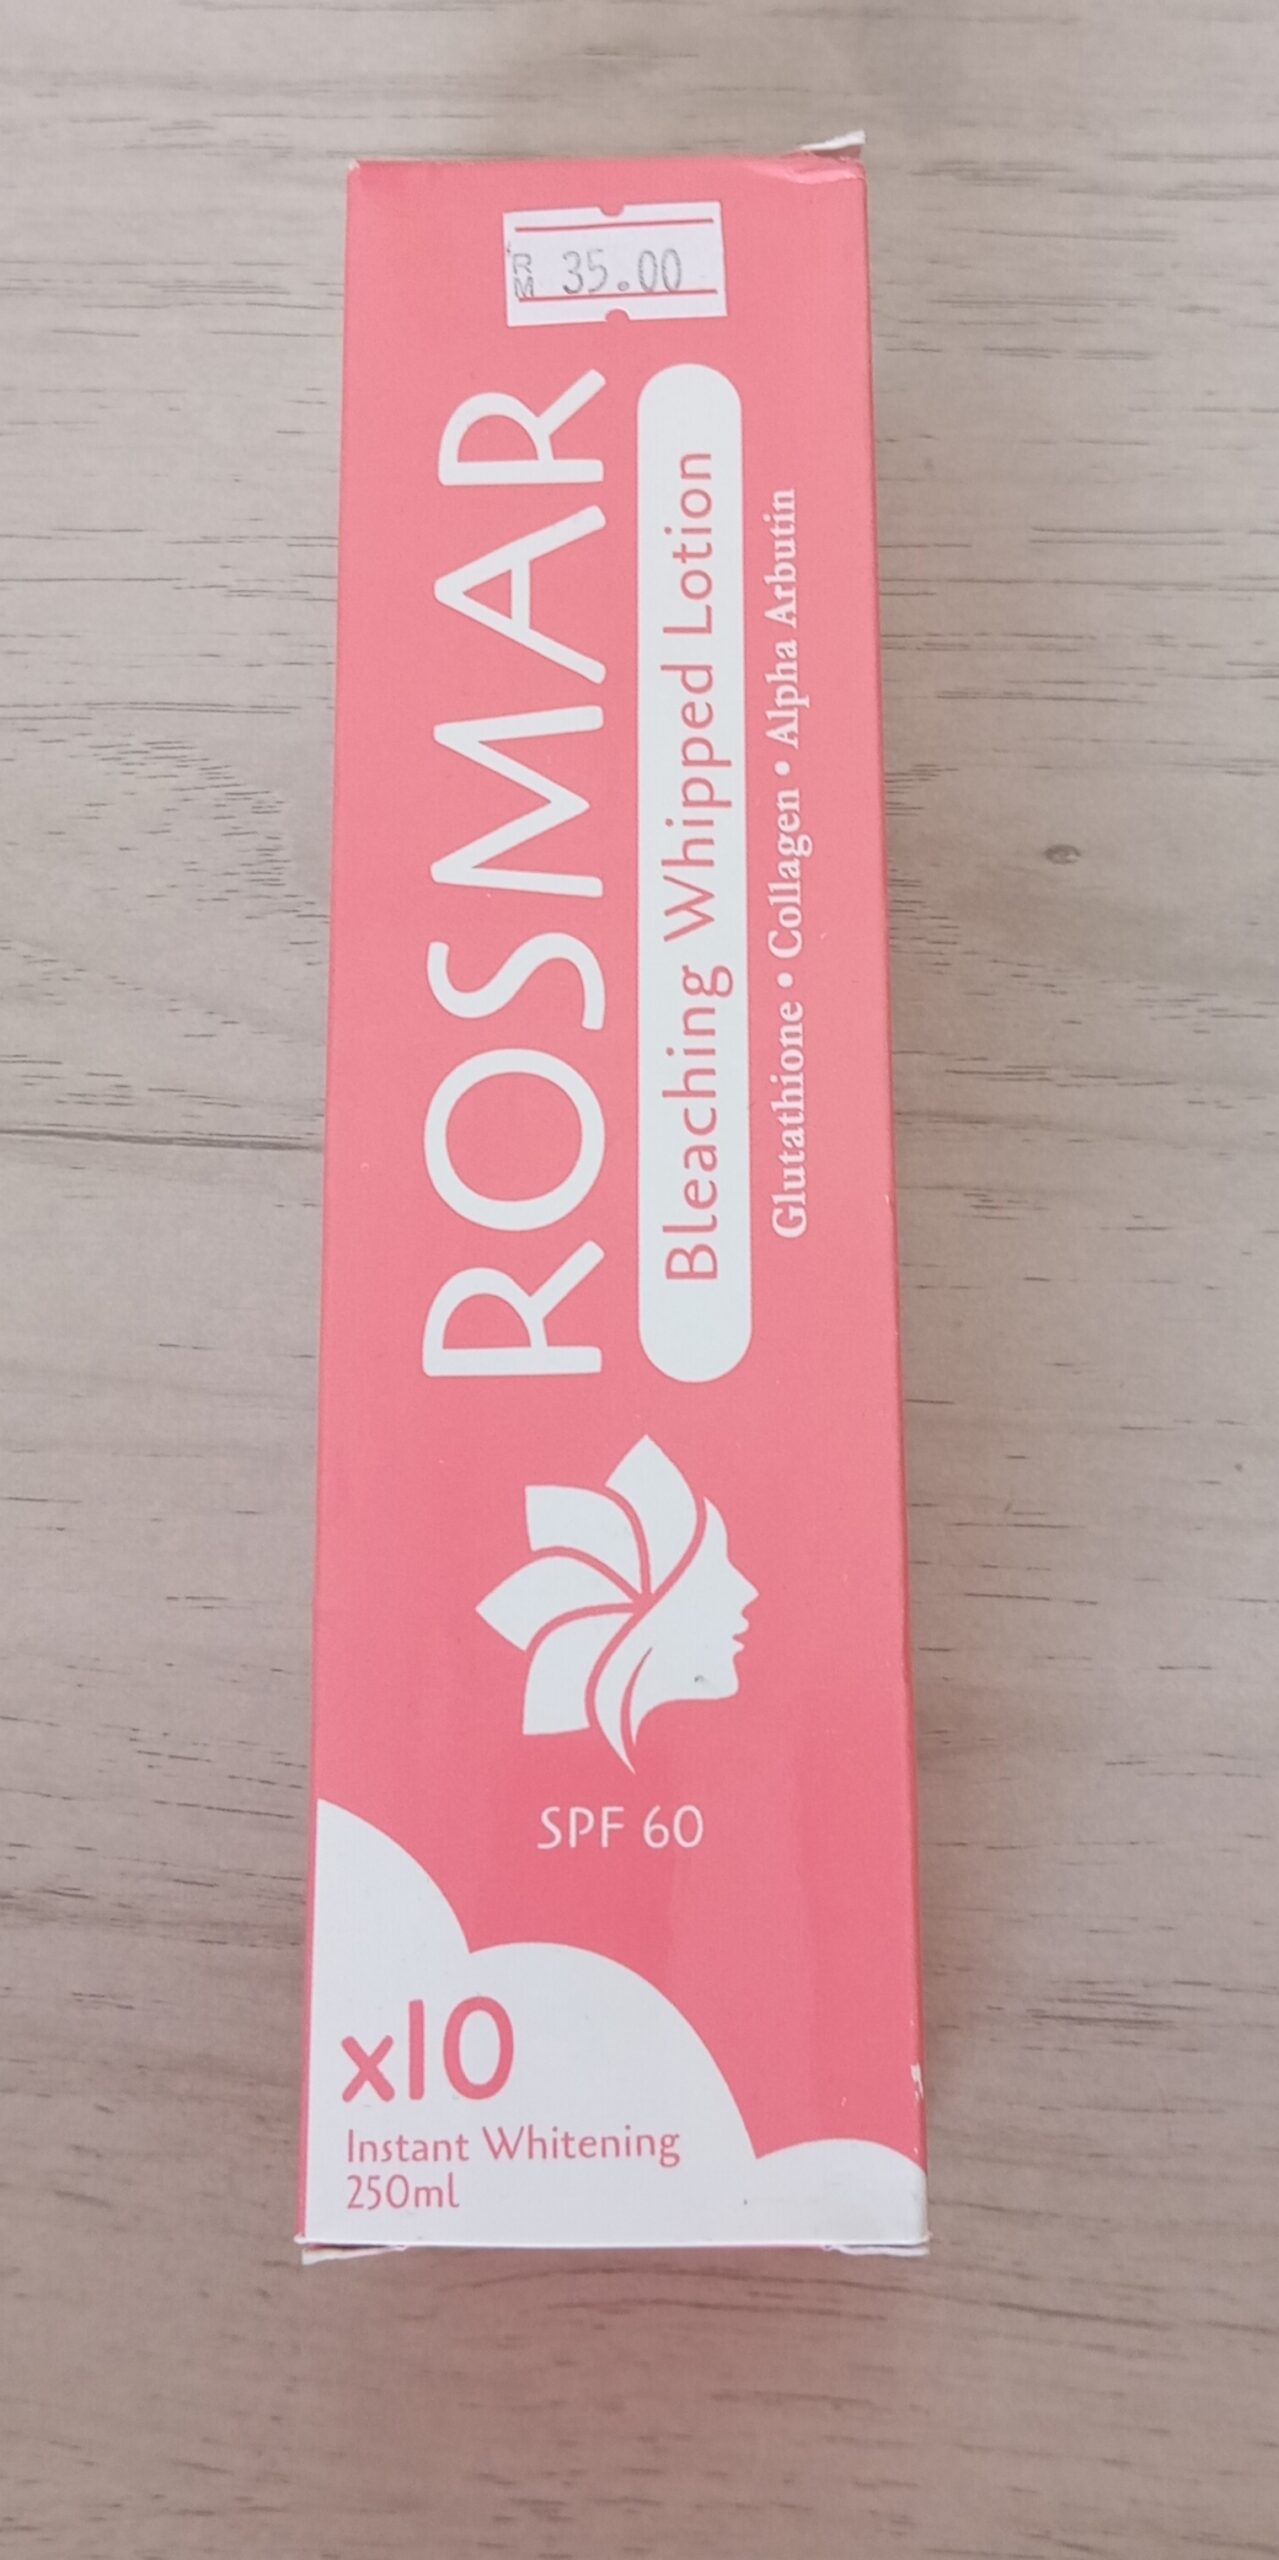 RM 35.00
ROSMAR
Bleaching Whipped Lotion
Glutathione • Collagen • Alpha Arbutin
SPF 60
x10
Instant Whitening
250ml